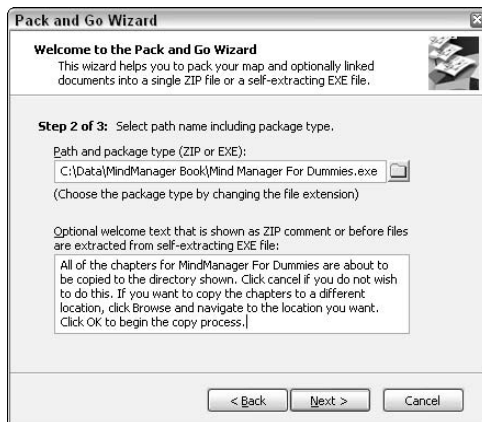 Pack and Go Wizard
Welcome to the Pack and Go Wizard
This wizard helps you to pack your map and optionally linked
documents into a single ZIP file or a self-extracting EXE file.
Step 2 of 3: Select path name including package type.
Path and package type (ZIP or EXE):
C:\Data\MindManager Book\Mind Manager For Dummies.exe
(Choose the package type by changing the file extension)
Optional welcome text that is shown as ZIP comment or before files
are extracted from self-extracting EXE file:
All of the chapters for MindManager For Dummies are about to
be copied to the directory shown. Click cancel if you do not wish
to do this. If you want to copy the chapters to a different
location, click Browse and navigate to the location you want.
Click OK to begin the copy process.
< Back Next > Cancel